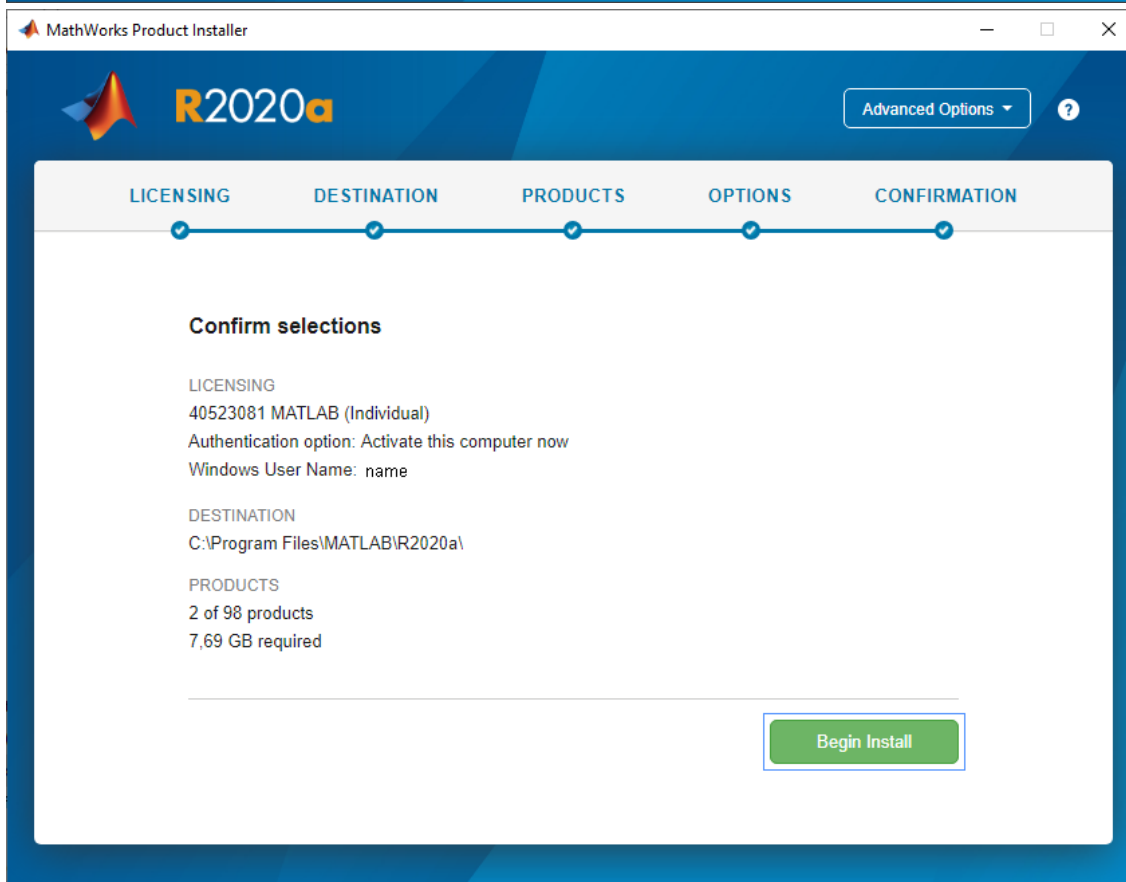 MathWorks Product Installer
R2020a
Advanced Options
?
LICENSING DESTINATION PRODUCTS OPTIONS CONFIRMATION
Confirm selections
LICENSING
40523081 MATLAB (Individual)
Authentication option: Activate this computer now
Windows User Name: name
DESTINATION
C:\Program Files\MATLAB\R2020a\
PRODUCTS
2 of 98 products
7,69 GB required
Begin Install